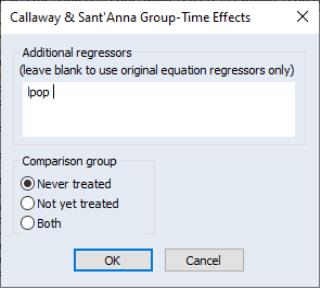 Callaway & Sant'Anna Group-Time Effects
Additional regressors
(leave blank to use original equation regressors only)
lpop
Comparison group
Never treated
Not yet treated
Both
OK
Cancel